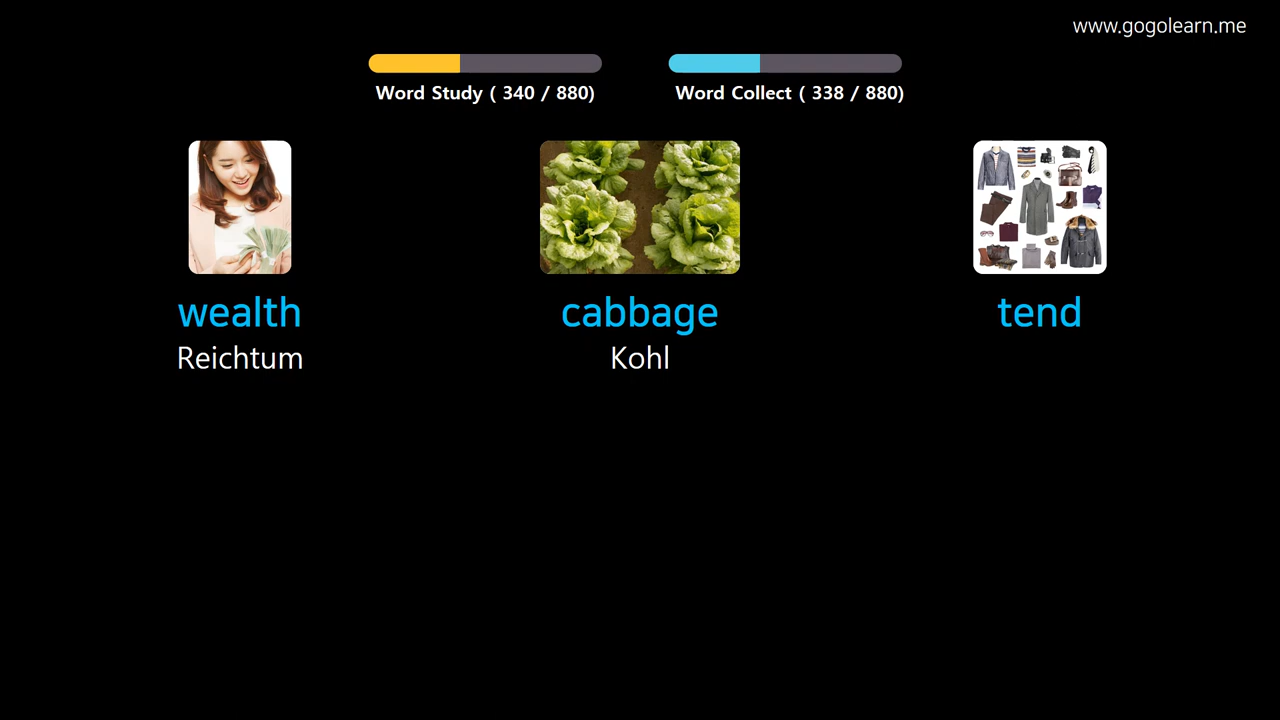 www.gogolearn.me
Word Study ( 340 / 880)
Word Collect ( 338 / 880)
wealth
cabbage
tend
Reichtum
Kohl